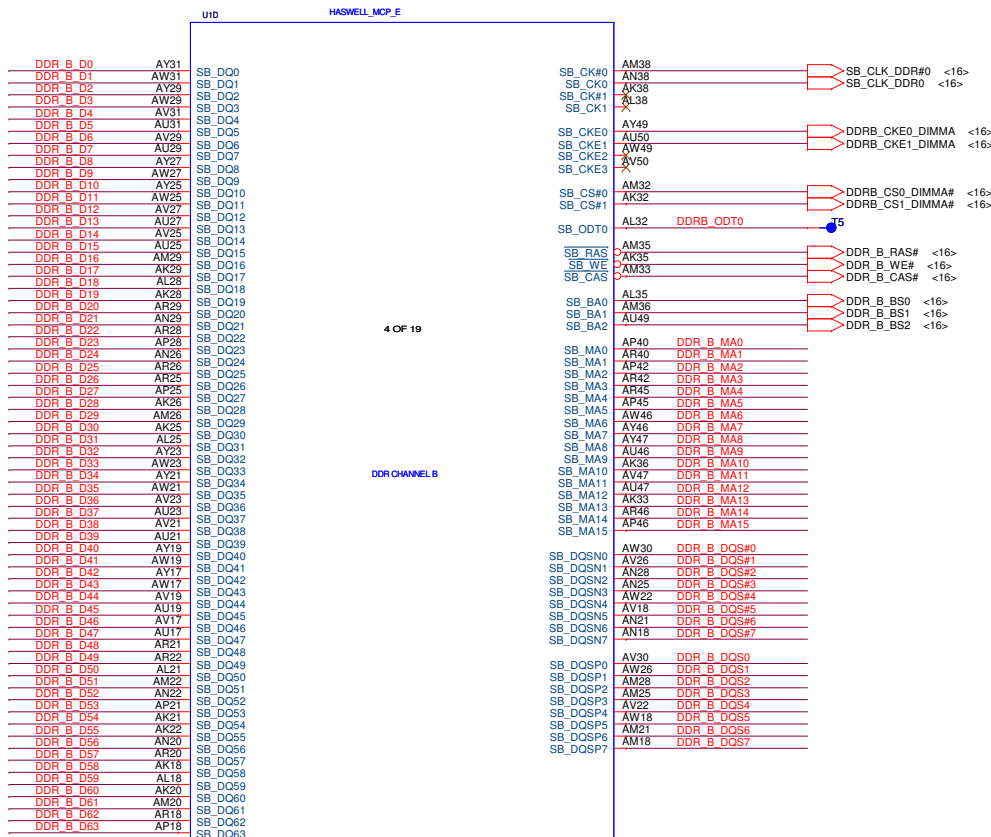 U1D
HASWELL_MCP_E
DDR_B_D0 AY31 SB_DQ0
DDR_B_D1 AW31 SB_DQ1
DDR_B_D2 AY29 SB_DQ2
DDR_B_D3 AW29 SB_DQ3
DDR_B_D4 AV31 SB_DQ4
DDR_B_D5 AU31 SB_DQ5
DDR_B_D6 AV29 SB_DQ6
DDR_B_D7 AU29 SB_DQ7
DDR_B_D8 AY27 SB_DQ8
DDR_B_D9 AW27 SB_DQ9
DDR_B_D10 AY25 SB_DQ10
DDR_B_D11 AW25 SB_DQ11
DDR_B_D12 AV27 SB_DQ12
DDR_B_D13 AU27 SB_DQ13
DDR_B_D14 AV25 SB_DQ14
DDR_B_D15 AU25 SB_DQ15
DDR_B_D16 AM29 SB_DQ16
DDR_B_D17 AK29 SB_DQ17
DDR_B_D18 AL28 SB_DQ18
DDR_B_D19 AK28 SB_DQ19
DDR_B_D20 AR29 SB_DQ20
DDR_B_D21 AN29 SB_DQ21
DDR_B_D22 AR28 SB_DQ22
DDR_B_D23 AP28 SB_DQ23
DDR_B_D24 AN26 SB_DQ24
DDR_B_D25 AR26 SB_DQ25
DDR_B_D26 AR25 SB_DQ26
DDR_B_D27 AP25 SB_DQ27
DDR_B_D28 AK26 SB_DQ28
DDR_B_D29 AM26 SB_DQ29
DDR_B_D30 AK25 SB_DQ30
DDR_B_D31 AL25 SB_DQ31
DDR_B_D32 AY23 SB_DQ32
DDR_B_D33 AW23 SB_DQ33
DDR_B_D34 AY21 SB_DQ34
DDR_B_D35 AW21 SB_DQ35
DDR_B_D36 AV23 SB_DQ36
DDR_B_D37 AU23 SB_DQ37
DDR_B_D38 AV21 SB_DQ38
DDR_B_D39 AU21 SB_DQ39
DDR_B_D40 AY19 SB_DQ40
DDR_B_D41 AW19 SB_DQ41
DDR_B_D42 AY17 SB_DQ42
DDR_B_D43 AW17 SB_DQ43
DDR_B_D44 AV19 SB_DQ44
DDR_B_D45 AU19 SB_DQ45
DDR_B_D46 AV17 SB_DQ46
DDR_B_D47 AU17 SB_DQ47
DDR_B_D48 AR21 SB_DQ48
DDR_B_D49 AR22 SB_DQ49
DDR_B_D50 AL21 SB_DQ50
DDR_B_D51 AM22 SB_DQ51
DDR_B_D52 AN22 SB_DQ52
DDR_B_D53 AP21 SB_DQ53
DDR_B_D54 AK21 SB_DQ54
DDR_B_D55 AK22 SB_DQ55
DDR_B_D56 AN20 SB_DQ56
DDR_B_D57 AR20 SB_DQ57
DDR_B_D58 AK18 SB_DQ58
DDR_B_D59 AL18 SB_DQ59
DDR_B_D60 AK20 SB_DQ60
DDR_B_D61 AM20 SB_DQ61
DDR_B_D62 AR18 SB_DQ62
DDR_B_D63 AP18 SB_DQ63
4 OF 19
DDR CHANNEL B
SB_CK#0 AM38 SB_CLK_DDR#0 <16>
SB_CK0 AN38 SB_CLK_DDR0 <16>
SB_CK#1 AK38
SB_CK1 AL38
SB_CKE0 AY49 DDRB_CKE0_DIMMA <16>
SB_CKE1 AU50 DDRB_CKE1_DIMMA <16>
SB_CKE2 AW49
SB_CKE3 AV50
SB_CS#0 AM32 DDRB_CS0_DIMMA# <16>
SB_CS#1 AK32 DDRB_CS1_DIMMA# <16>
SB_ODT0 AL32 DDRB_ODT0 T5
SB_RAS AM35 DDR_B_RAS# <16>
SB_WE AK35 DDR_B_WE# <16>
SB_CAS AM33 DDR_B_CAS# <16>
SB_BA0 AL35 DDR_B_BS0 <16>
SB_BA1 AM36 DDR_B_BS1 <16>
SB_BA2 AU49 DDR_B_BS2 <16>
SB_MA0 AP40 DDR_B_MA0
SB_MA1 AR40 DDR_B_MA1
SB_MA2 AP42 DDR_B_MA2
SB_MA3 AR42 DDR_B_MA3
SB_MA4 AR45 DDR_B_MA4
SB_MA5 AP45 DDR_B_MA5
SB_MA6 AW46 DDR_B_MA6
SB_MA7 AY46 DDR_B_MA7
SB_MA8 AY47 DDR_B_MA8
SB_MA9 AU46 DDR_B_MA9
SB_MA10 AK36 DDR_B_MA10
SB_MA11 AV47 DDR_B_MA11
SB_MA12 AU47 DDR_B_MA12
SB_MA13 AK33 DDR_B_MA13
SB_MA14 AR46 DDR_B_MA14
SB_MA15 AP46 DDR_B_MA15
SB_DQSN0 AW30 DDR_B_DQS#0
SB_DQSN1 AV26 DDR_B_DQS#1
SB_DQSN2 AN28 DDR_B_DQS#2
SB_DQSN3 AN25 DDR_B_DQS#3
SB_DQSN4 AW22 DDR_B_DQS#4
SB_DQSN5 AV18 DDR_B_DQS#5
SB_DQSN6 AN21 DDR_B_DQS#6
SB_DQSN7 AN18 DDR_B_DQS#7
SB_DQSP0 AV30 DDR_B_DQS0
SB_DQSP1 AW26 DDR_B_DQS1
SB_DQSP2 AM28 DDR_B_DQS2
SB_DQSP3 AM25 DDR_B_DQS3
SB_DQSP4 AV22 DDR_B_DQS4
SB_DQSP5 AW18 DDR_B_DQS5
SB_DQSP6 AM21 DDR_B_DQS6
SB_DQSP7 AM18 DDR_B_DQS7